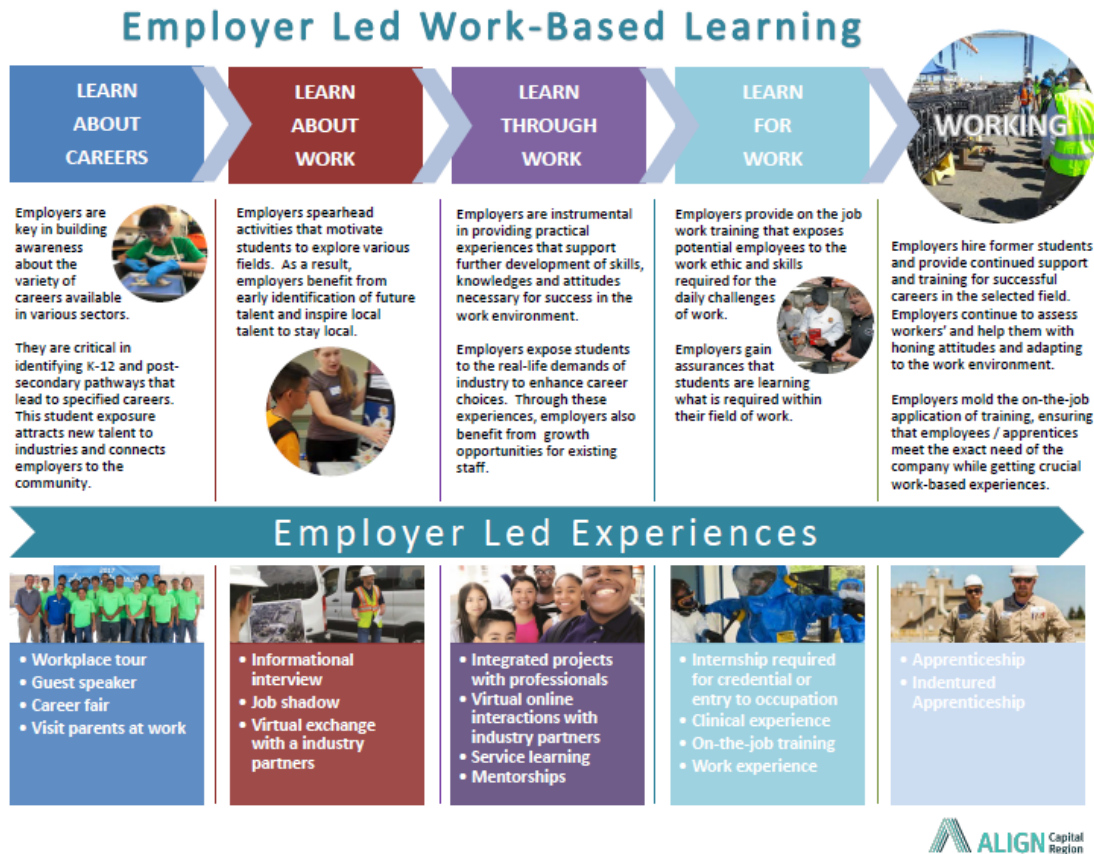 Employer Led Work-Based Learning
LEARN
ABOUT
CAREERS
LEARN
ABOUT
WORK
LEARN
THROUGH
WORK
LEARN
FOR
WORK
WORKING
Employers are
key in building
awareness
about the
variety of
careers available
in various sectors.
They are critical in
identifying K-12 and post-
secondary pathways that
lead to specified careers.
This student exposure
attracts new talent to
industries and connects
employers to the
community.
Employers spearhead
activities that motivate
students to explore various
fields. As a result,
employers benefit from
early identification of future
talent and inspire local
talent to stay local.
Employers are instrumental
in providing practical
experiences that support
further development of skills,
knowledges and attitudes
necessary for success in the
work environment.
Employers expose students
to the real-life demands of
industry to enhance career
choices. Through these
experiences, employers also
benefit from growth
opportunities for existing
staff.
Employers provide on the job
work training that exposes
potential employees to the
work ethic and skills
required for the
daily challenges
of work.
Employers gain
assurances that
students are learning
what is required within
their field of work.
Employers hire former students
and provide continued support
and training for successful
careers in the selected field.
Employers continue to assess
workers' and help them with
honing attitudes and adapting
to the work environment.
Employers mold the on-the-job
application of training, ensuring
that employees / apprentices
meet the exact need of the
company while getting crucial
work-based experiences.
Employer Led Experiences
2017
• Workplace tour
• Guest speaker
• Career fair
• Visit parents at work
• Informational
interview
• Job shadow
• Virtual exchange
with a industry
partners
• Integrated projects
with professionals
• Virtual online
interactions with
industry partners
• Service learning
• Mentorships
• Internship required
for credential or
entry to occupation
• Clinical experience
• On-the-job training
• Work experience
• Apprenticeship
• Indentured
Apprenticeship
ALIGN Capital
Region